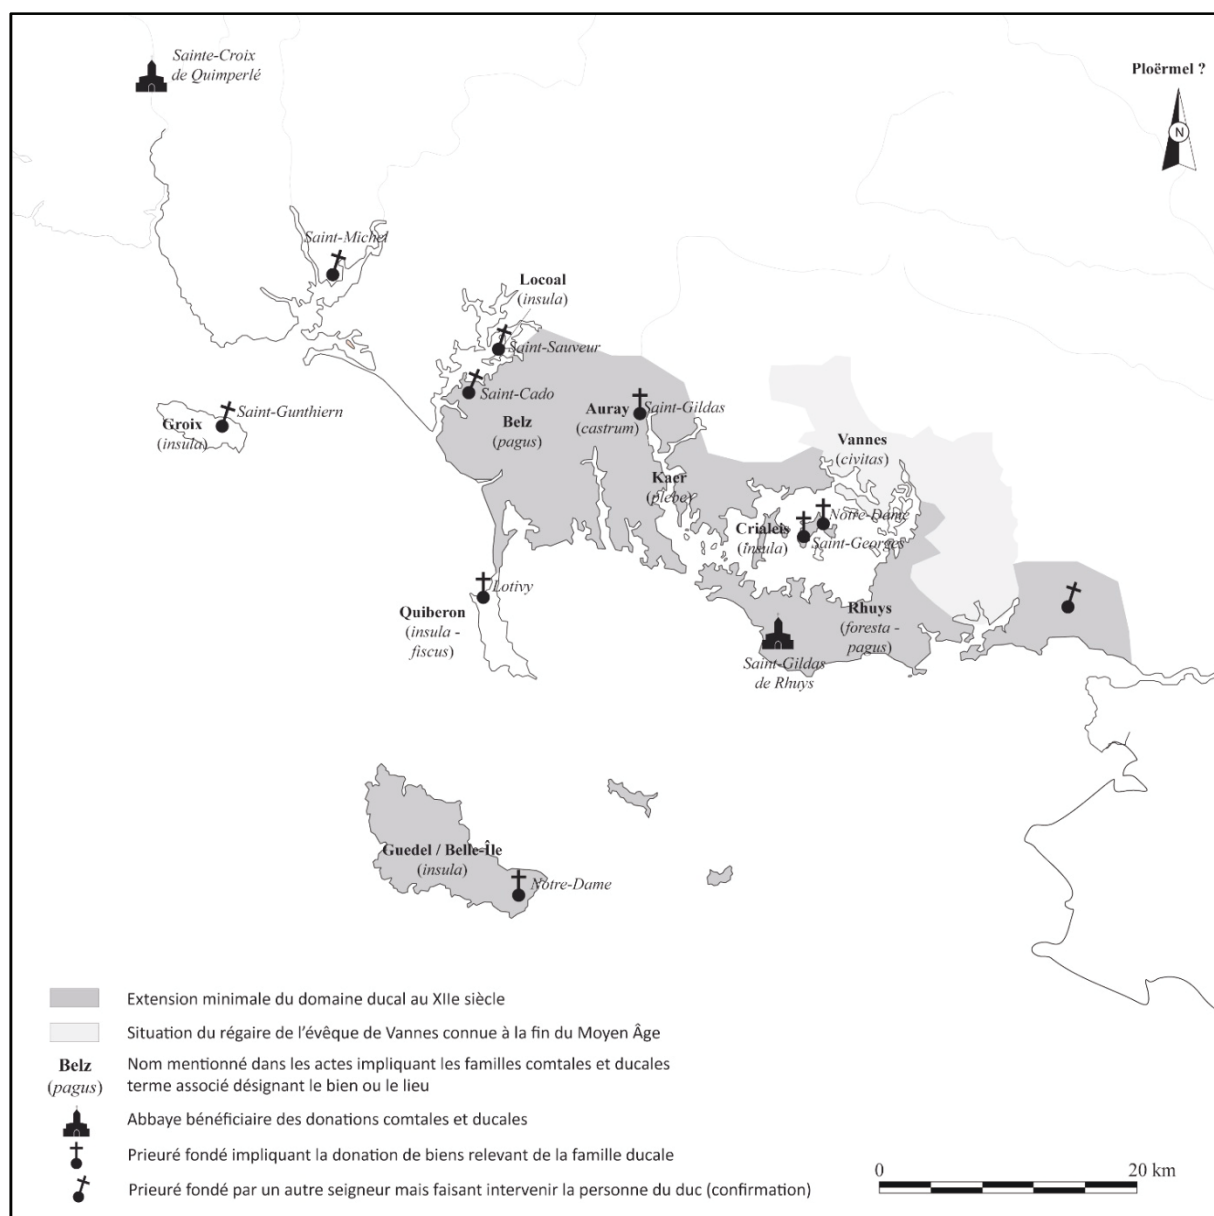 Sainte-Croix
de Quimperlé
Ploërmel ?
N
Saint-Michel
Locoal
(insula)
Saint-Sauveur
Saint-Cado
Saint-Gunthiern
Groix
(insula)
Belz
(pagus)
Auray
(castrum)
Saint-Gildas
Vannes
(civitas)
Kaer
(plebe)
Notre-Dame
Crialeis
(insula)
Saint-Georges
Lotivy
Quiberon
(insula -
fiscus)
Rhuys
(foresta -
pagus)
Saint-Gildas
de Rhuys
Guedel / Belle-Île
(insula)
Notre-Dame
Extension minimale du domaine ducal au XIIe siècle
Situation du régaire de l'évêque de Vannes connue à la fin du Moyen Âge
Belz
(pagus)
Nom mentionné dans les actes impliquant les familles comtales et ducales
terme associé désignant le bien ou le lieu
Abbaye bénéficiaire des donations comtales et ducales
Prieuré fondé impliquant la donation de biens relevant de la famille ducale
Prieuré fondé par un autre seigneur mais faisant intervenir la personne du duc (confirmation)
0
20 km